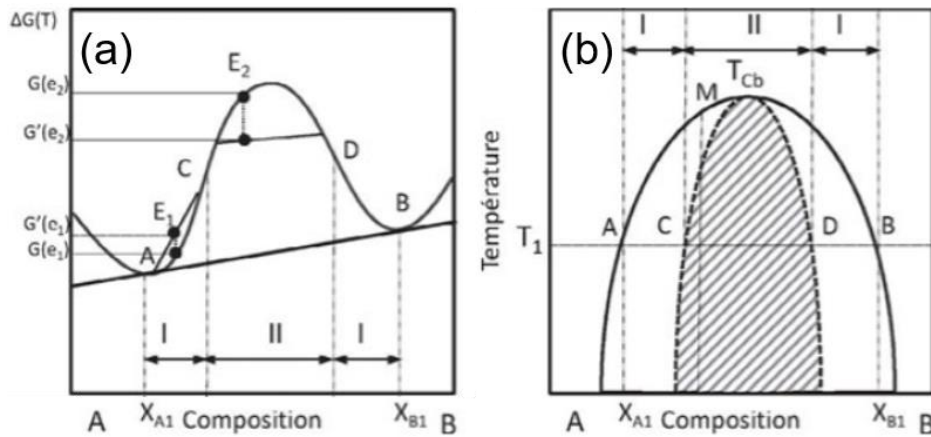 ΔG(T)
(a)
E2
G(e2)
G'(e2)
C
D
E1
B
G'(e1)
A
G(e1)
I
II
I
A
XA1
Composition
XB1
B
(b)
I
II
I
TCb
M
Température
T1
A
C
D
B
A
XA1
Composition
XB1
B